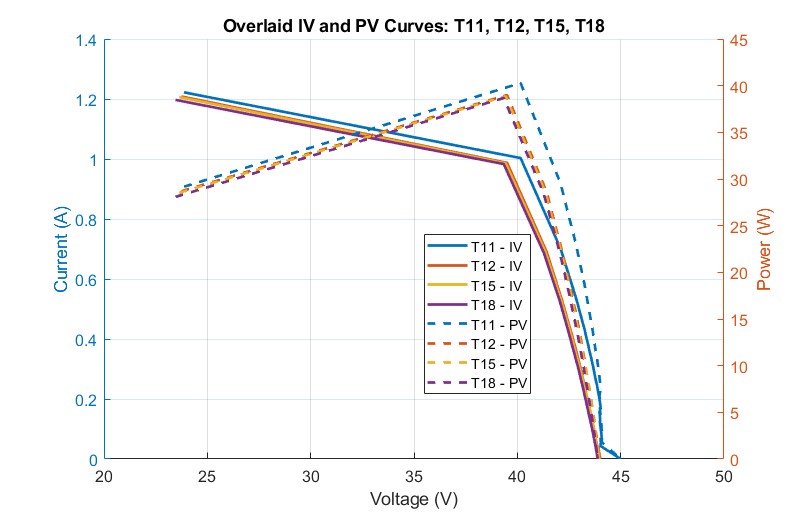 Overlaid IV and PV Curves: T11, T12, T15, T18
1.4
1.2
1
0.8
0.6
0.4
0.2
0
Current (A)
45
40
35
30
25
20
15
10
5
0
Power (W)
T11 - IV
T12 - IV
T15 - IV
T18 - IV
T11 - PV
T12 - PV
T15 - PV
T18 - PV
20 25 30 35 40 45 50
Voltage (V)